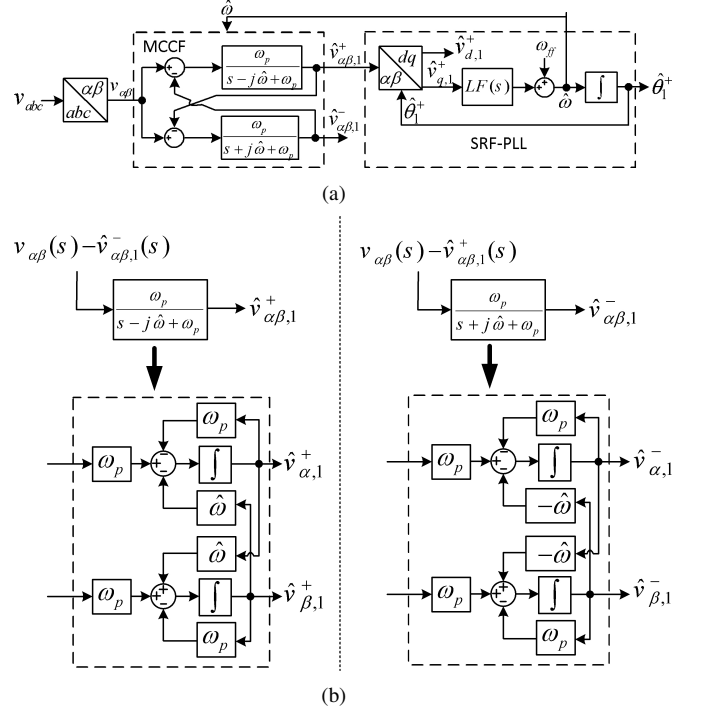 ω̂
MCCF
v_abc
αβ
abc
v_αβ
ω_p
s − jω̂ + ω_p
v̂⁺_αβ,1
ω_p
s + jω̂ + ω_p
v̂⁻_αβ,1
dq
αβ
v̂⁺_d,1
v̂⁺_q,1
θ̂₁⁺
LF(s)
ω_ff
ω̂
∫
θ̂₁⁺
SRF-PLL
(a)
v_αβ(s) − v̂⁻_αβ,1(s)
ω_p
s − jω̂ + ω_p
v̂⁺_αβ,1
ω_p
ω_p
∫
v̂⁺_α,1
ω̂
ω̂
ω_p
∫
v̂⁺_β,1
ω_p
v_αβ(s) − v̂⁺_αβ,1(s)
ω_p
s + jω̂ + ω_p
v̂⁻_αβ,1
ω_p
ω_p
∫
v̂⁻_α,1
−ω̂
−ω̂
ω_p
∫
v̂⁻_β,1
ω_p
(b)